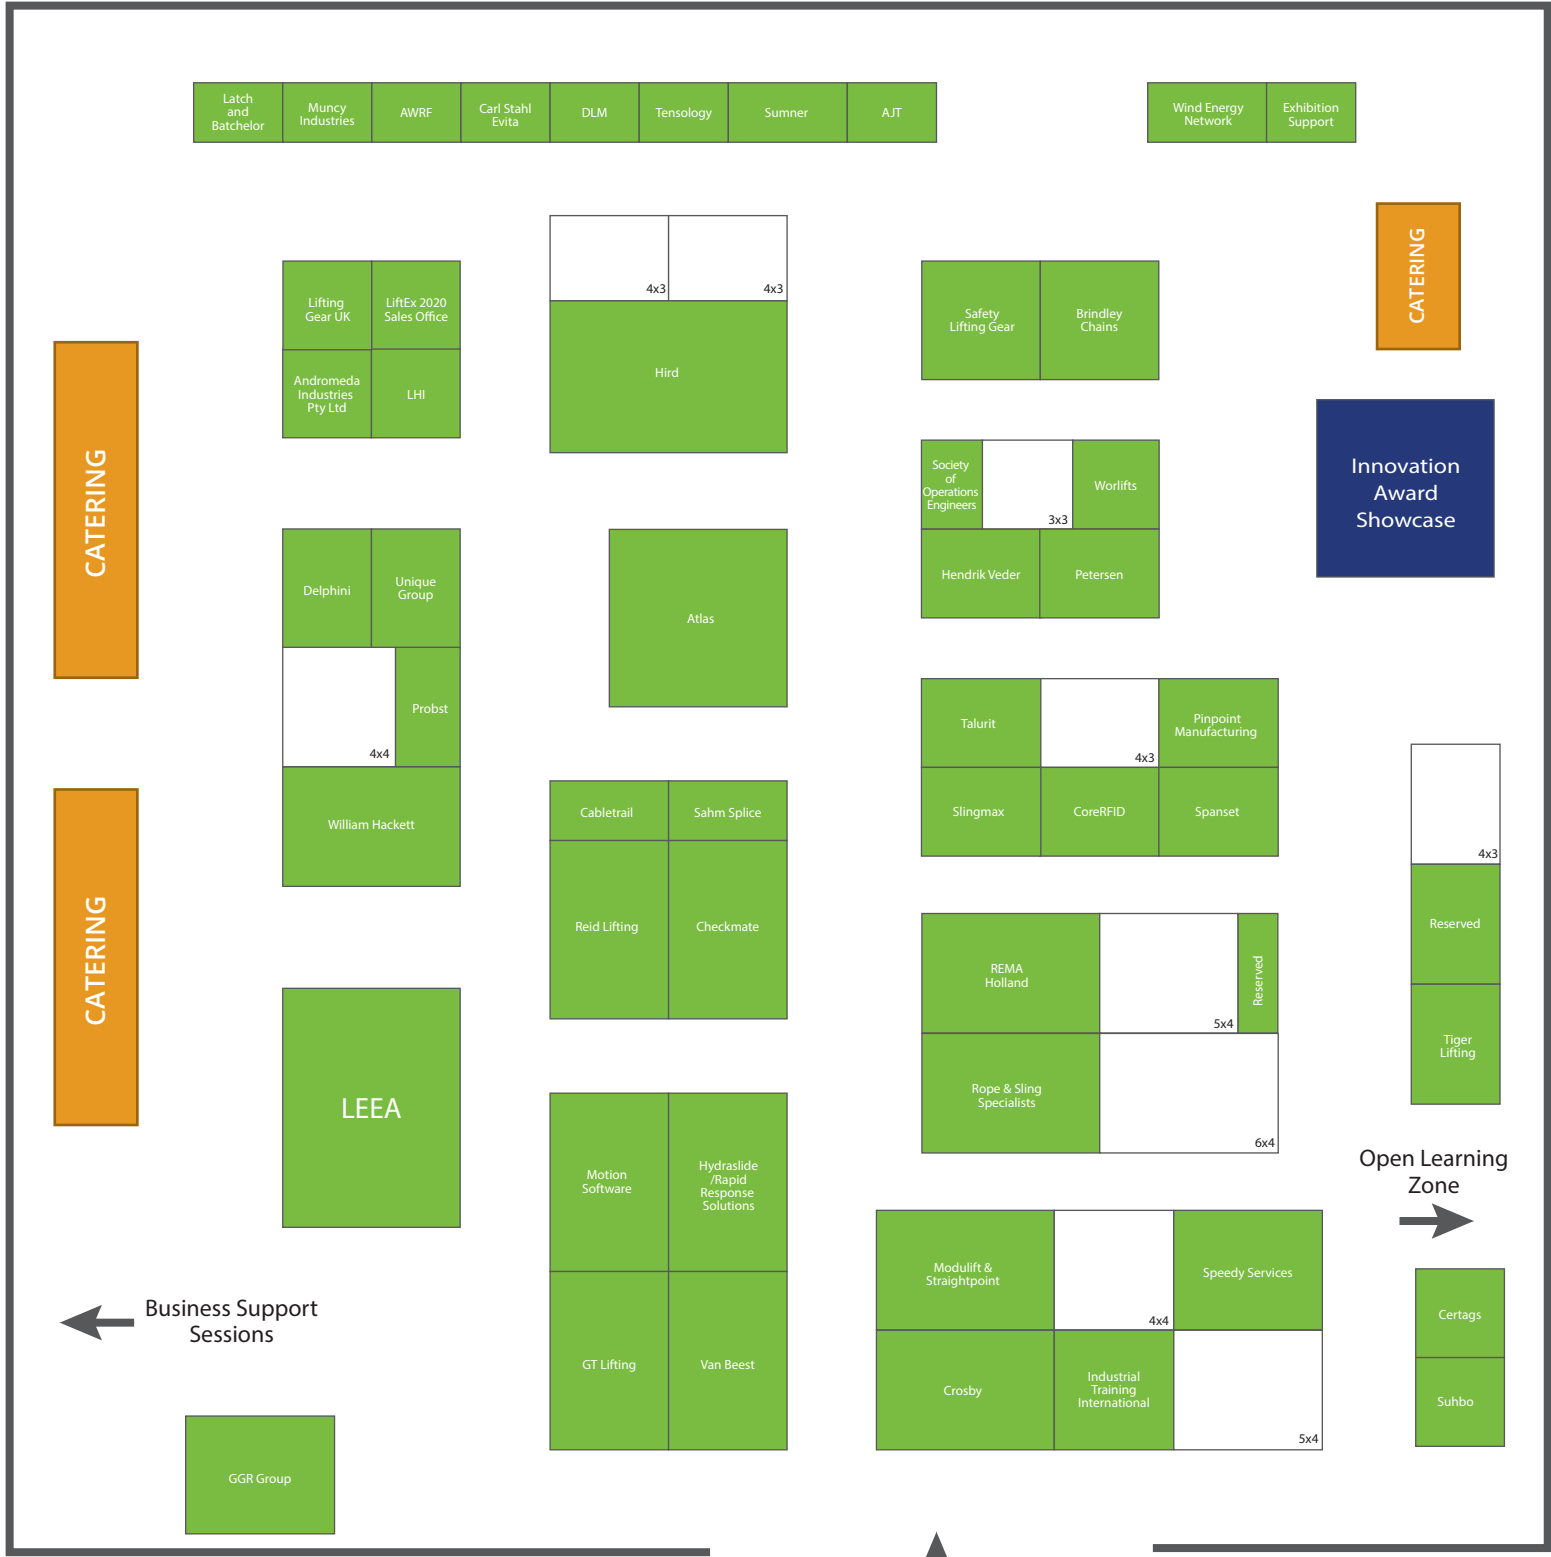 Latch
and
Batchelor
Muncy
Industries
AWRF
Carl Stahl
Evita
DLM
Tensology
Sumner
AJT
Wind Energy
Network
Exhibition
Support
CATERING
4x3
4x3
Hird
Lifting
Gear UK
LiftEx 2020
Sales Office
Andromeda
Industries
Pty Ltd
LHI
Safety
Lifting Gear
Brindley
Chains
CATERING
Innovation
Award
Showcase
Society
of
Operations
Engineers
3x3
Worlifts
Hendrik Veder
Petersen
Delphini
Unique
Group
4x4
Probst
William Hackett
Atlas
Talurit
4x3
Pinpoint
Manufacturing
Slingmax
CoreRFID
Spanset
CATERING
Cabletrail
Sahm Splice
Reid Lifting
Checkmate
4x3
Reserved
Tiger
Lifting
REMA
Holland
5x4
Reserved
Rope & Sling
Specialists
6x4
LEEA
Motion
Software
Hydraslide
/Rapid
Response
Solutions
GT Lifting
Van Beest
Open Learning
Zone
Modulift &
Straightpoint
4x4
Speedy Services
Crosby
Industrial
Training
International
5x4
Certags
Suhbo
Business Support
Sessions
GGR Group